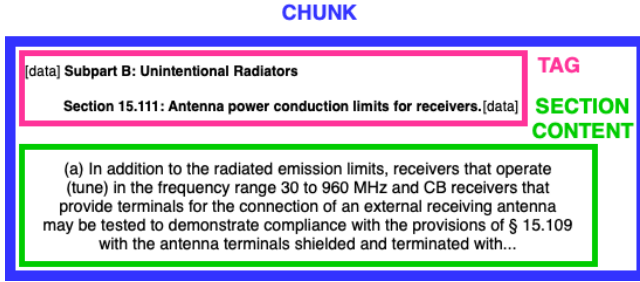 CHUNK
[data] Subpart B: Unintentional Radiators
TAG
Section 15.111: Antenna power conduction limits for receivers.[data]
SECTION
CONTENT
(a) In addition to the radiated emission limits, receivers that operate
(tune) in the frequency range 30 to 960 MHz and CB receivers that
provide terminals for the connection of an external receiving antenna
may be tested to demonstrate compliance with the provisions of § 15.109
with the antenna terminals shielded and terminated with...